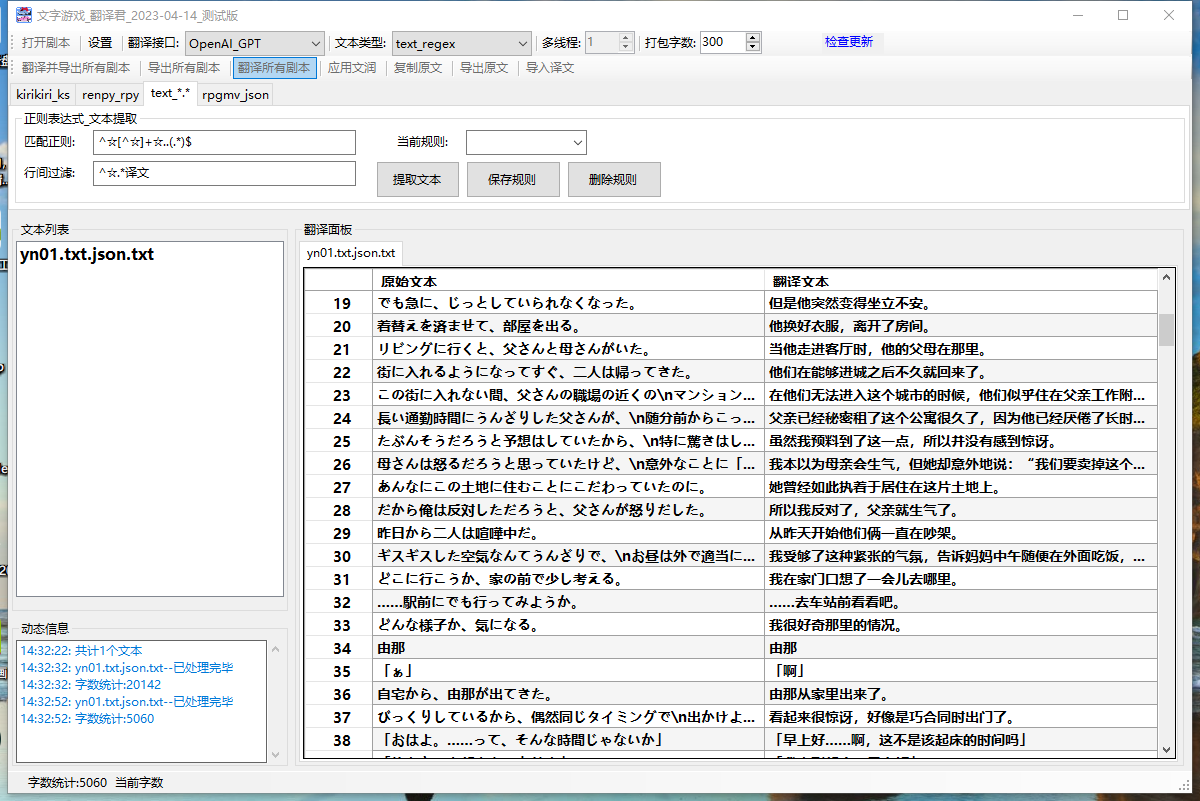 文字游戏_翻译君_2023-04-14_测试版
打开剧本 设置 翻译接口: OpenAI_GPT 文本类型: text_regex 多线程: 1 打包字数: 300 检查更新
翻译并导出所有剧本 导出所有剧本 翻译所有剧本 应用文润 复制原文 导出原文 导入译文
kirikiri_ks renpy_rpy text_*.* rpgmv_json
正则表达式_文本提取
匹配正则: ^☆[^☆]+☆..(.*)$ 当前规则:
行间过滤: ^☆.*译文 提取文本 保存规则 删除规则
文本列表
yn01.txt.json.txt
翻译面板
yn01.txt.json.txt
原始文本 翻译文本
19 でも急に、じっとしていられなくなった。 但是他突然变得坐立不安。
20 着替えを済ませて、部屋を出る。 他换好衣服，离开了房间。
21 リビングに行くと、父さんと母さんがいた。 当他走进客厅时，他的父母在那里。
22 街に入れるようになってすぐ、二人は帰ってきた。 他们在能够进城之后不久就回来了。
23 この街に入れない間、父さんの職場の近くの\nマンション... 在他们无法进入这个城市的时候，他们似乎住在父亲工作附...
24 長い通勤時間にうんざりした父さんが、\n随分前からこっ... 父亲已经秘密租了这个公寓很久了，因为他已经厌倦了长时...
25 たぶんそうだろうと予想はしていたから、\n特に驚きはし... 虽然我预料到了这一点，所以并没有感到惊讶。
26 母さんは怒るだろうと思っていたけど、\n意外なことに「... 我本以为母亲会生气，但她却意外地说：“我们要卖掉这个...
27 あんなにこの土地に住むことにこだわっていたのに。 她曾经如此执着于居住在这片土地上。
28 だから俺は反対しただろうと、父さんが怒りだした。 所以我反对了，父亲就生气了。
29 昨日から二人は喧嘩中だ。 从昨天开始他们俩一直在吵架。
30 ギスギスした空気なんてうんざりで、\nお昼は外で適当に... 我受够了这种紧张的气氛，告诉妈妈中午随便在外面吃饭，...
31 どこに行こうか、家の前で少し考える。 我在家门口想了一会儿去哪里。
32 ......駅前にでも行ってみようか。 ......去车站前看看吧。
33 どんな様子か、気になる。 我很好奇那里的情况。
34 由那 由那
35 「ぁ」 「啊」
36 自宅から、由那が出てきた。 由那从家里出来了。
37 びっくりしているから、偶然同じタイミングで\n出かけよ... 看起来很惊讶，好像是巧合同时出门了。
38 「おはよ。......って、そんな時間じゃないか」 「早上好......啊，这不是该起床的时间吗」
动态信息
14:32:22: 共计1个文本
14:32:32: yn01.txt.json.txt--已处理完毕
14:32:32: 字数统计:20142
14:32:52: yn01.txt.json.txt--已处理完毕
14:32:52: 字数统计:5060
字数统计:5060 当前字数